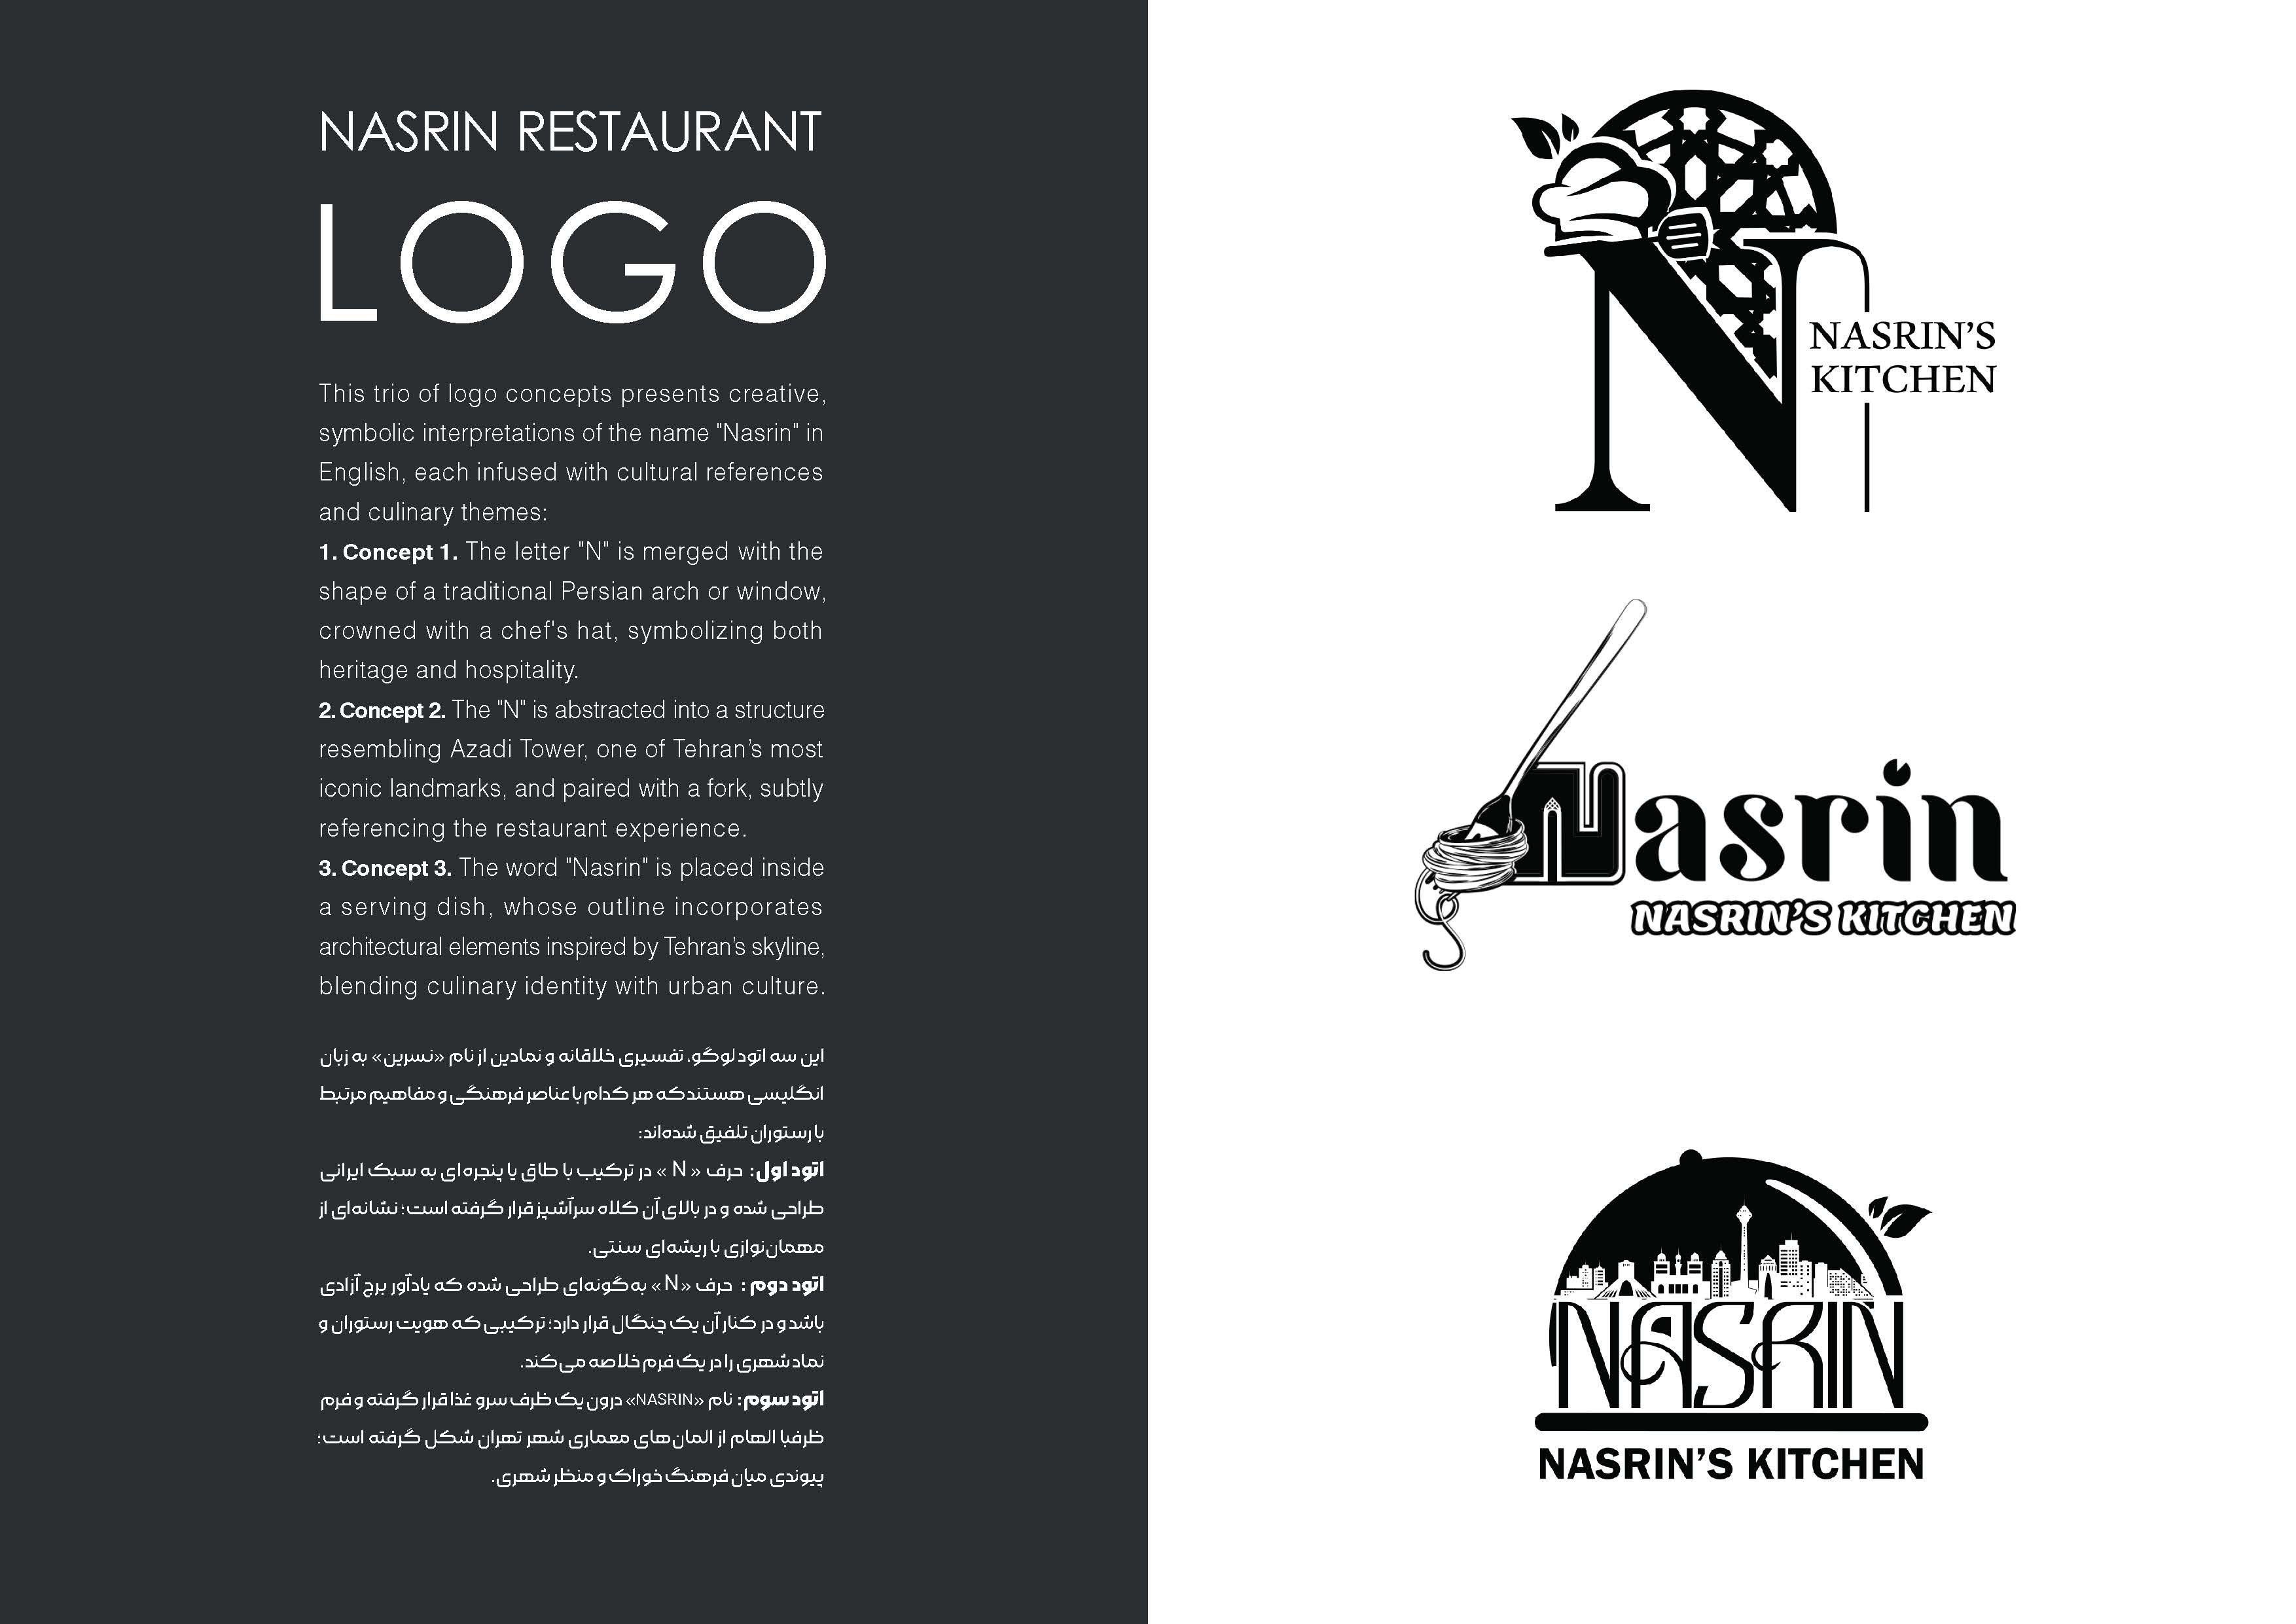 NASRIN RESTAURANT
LOGO
This trio of logo concepts presents creative,
symbolic interpretations of the name "Nasrin" in
English, each infused with cultural references
and culinary themes:
1. Concept 1. The letter "N" is merged with the
shape of a traditional Persian arch or window,
crowned with a chef's hat, symbolizing both
heritage and hospitality.
2. Concept 2. The "N" is abstracted into a structure
resembling Azadi Tower, one of Tehran’s most
iconic landmarks, and paired with a fork, subtly
referencing the restaurant experience.
3. Concept 3. The word "Nasrin" is placed inside
a serving dish, whose outline incorporates
architectural elements inspired by Tehran’s skyline,
blending culinary identity with urban culture.
این سه اتود لوگو، تفسیری خلاقانه و نمادین از نام «نسرین» به زبان
انگلیسی هستند که هر کدام با عناصر فرهنگی و مفاهیم مرتبط
با رستوران تلفیق شده‌اند:
اتود اول: حرف « N » در ترکیب با طاق یا پنجره‌ای به سبک ایرانی
طراحی شده و در بالای آن کلاه سرآشپز قرار گرفته است؛ نشانه‌ای از
مهمان‌نوازی با ریشه‌ای سنتی.
اتود دوم : حرف «N» به‌گونه‌ای طراحی شده که یادآور برج آزادی
باشد و در کنار آن یک چنگال قرار دارد؛ ترکیبی که هویت رستوران و
نماد شهری را در یک فرم خلاصه می‌کند.
اتود سوم: نام «NASRIN» درون یک ظرف سرو غذا قرار گرفته و فرم
ظرفبا الهام از المان‌های معماری شهر تهران شکل گرفته است؛
پیوندی میان فرهنگ خوراک و منظر شهری.
N
NASRIN’S
KITCHEN
Nasrin
NASRIN’S KITCHEN
NASRIN
NASRIN’S KITCHEN